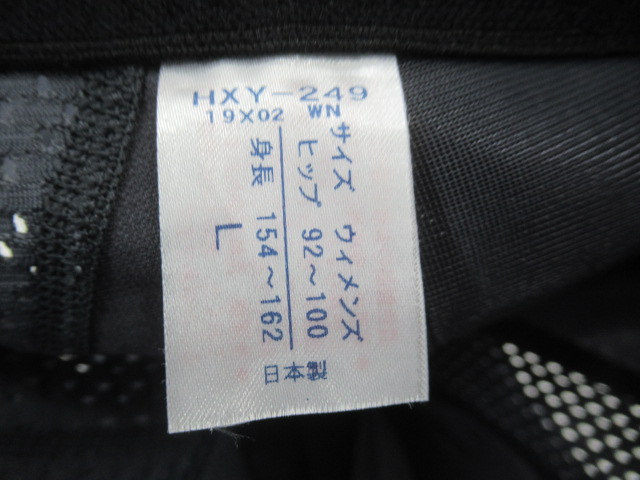 HXY-249
19X02 WN
サイズ ウィメンズ
ヒップ 92～100
身長 154～162
L
日本製